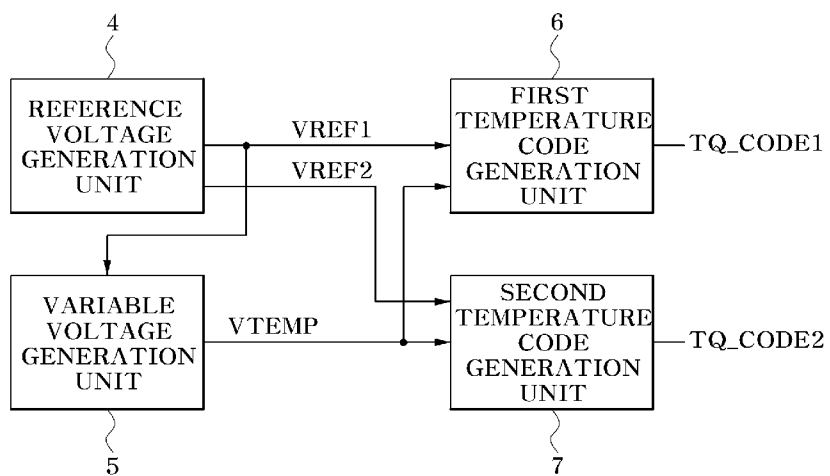 4
6
REFERENCE
VOLTAGE
GENERATION
UNIT
VREF1
VREF2
FIRST
TEMPERATURE
CODE
GENERATION
UNIT
TQ_CODE1
VARIABLE
VOLTAGE
GENERATION
UNIT
VTEMP
SECOND
TEMPERATURE
CODE
GENERATION
UNIT
TQ_CODE2
5
7